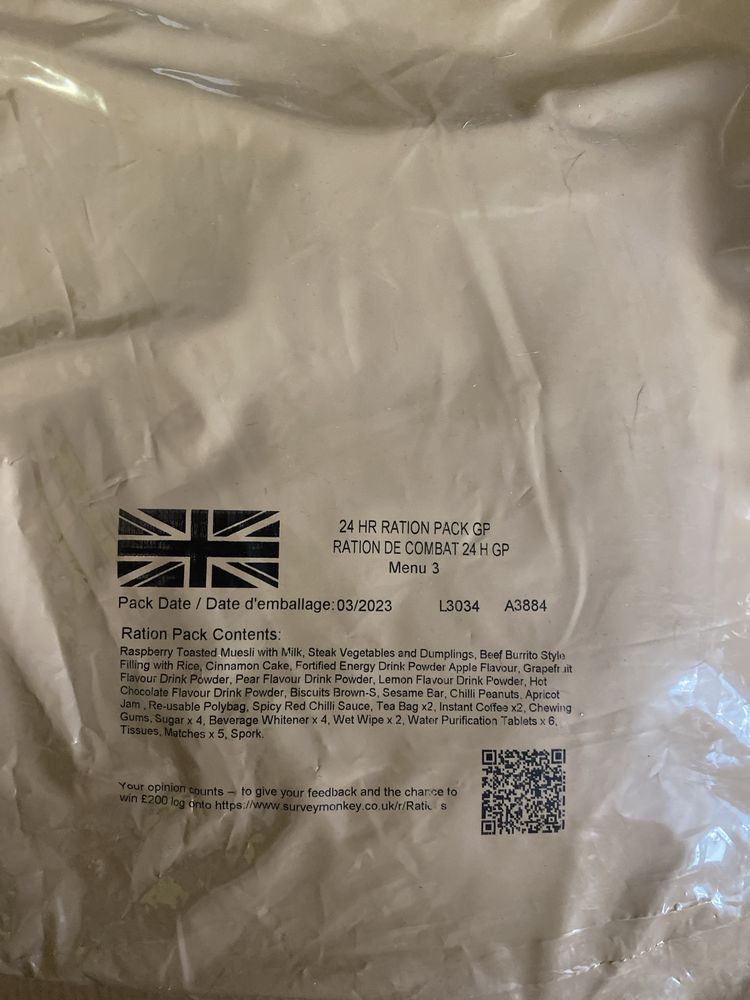 24 HR RATION PACK GP
RATION DE COMBAT 24 H GP
Menu 3
Pack Date / Date d'emballage: 03/2023 L3034 A3884
Ration Pack Contents:
Raspberry Toasted Muesli with Milk, Steak Vegetables and Dumplings, Beef Burrito Style
Filling with Rice, Cinnamon Cake, Fortified Energy Drink Powder Apple Flavour, Grapefruit
Flavour Drink Powder, Pear Flavour Drink Powder, Lemon Flavour Drink Powder, Hot
Chocolate Flavour Drink Powder, Biscuits Brown-S, Sesame Bar, Chilli Peanuts, Apricot
Jam , Re-usable Polybag, Spicy Red Chilli Sauce, Tea Bag x2, Instant Coffee x2, Chewing
Gums, Sugar x 4, Beverage Whitener x 4, Wet Wipe x 2, Water Purification Tablets x 6,
Tissues, Matches x 5, Spork.
Your opinion counts – to give your feedback and the chance to
win £200 log onto https://www.surveymonkey.co.uk/r/